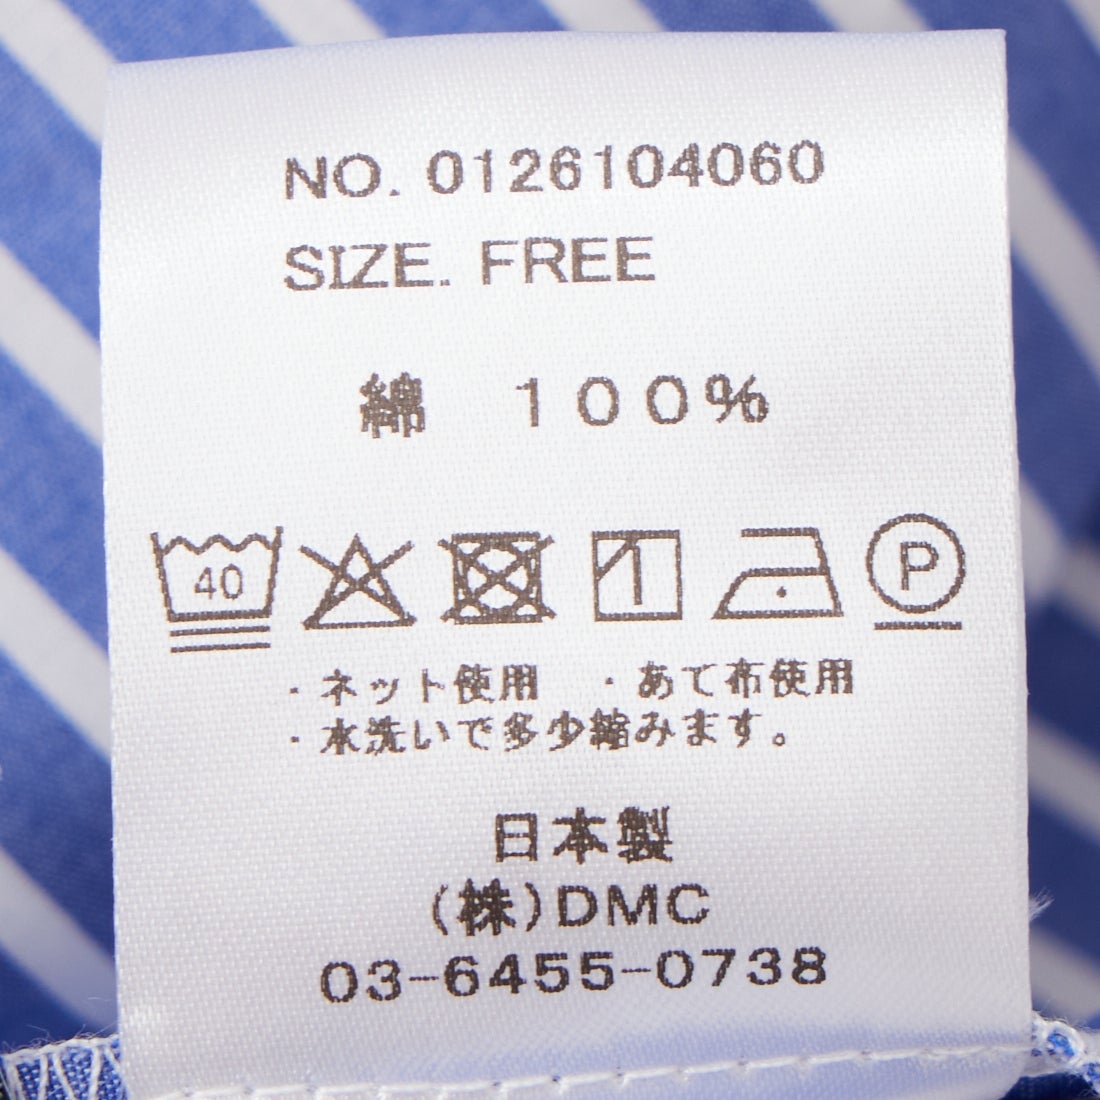 NO. 0126104060
SIZE. FREE
綿 100%
40 P
・ネット使用 ・あて布使用
・水洗いで多少縮みます。
日本製
(株)DMC
03-6455-0738